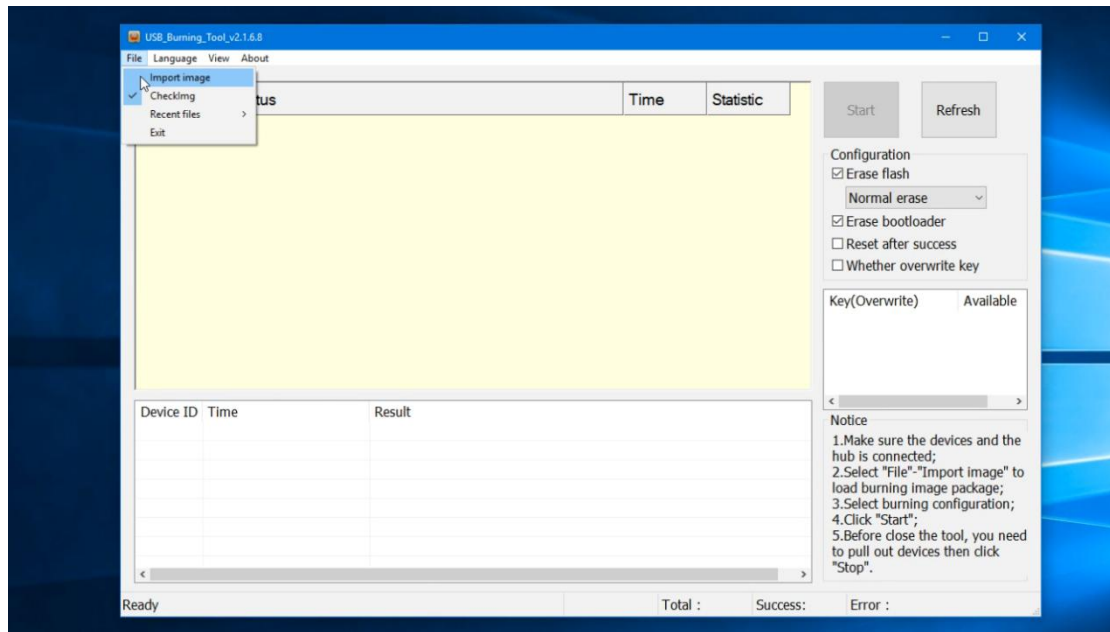 USB_Burning_Tool_v2.1.6.8
File Language View About
Import image
CheckImg
Recent files
Exit
tus Time Statistic
Start Refresh
Configuration
Erase flash
Normal erase
Erase bootloader
Reset after success
Whether overwrite key
Key(Overwrite) Available
Device ID Time Result
Notice
1.Make sure the devices and the
hub is connected;
2.Select "File"-"Import image" to
load burning image package;
3.Select burning configuration;
4.Click "Start";
5.Before close the tool, you need
to pull out devices then click
"Stop".
Ready Total : Success: Error :